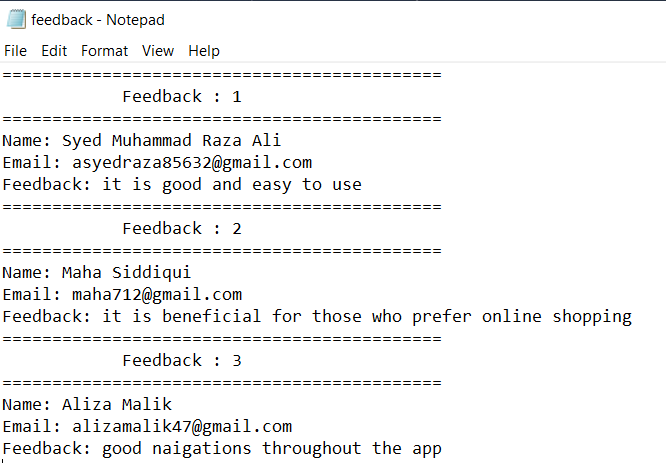 feedback - Notepad
File Edit Format View Help
============================================
Feedback : 1
============================================
Name: Syed Muhammad Raza Ali
Email: asyedraza85632@gmail.com
Feedback: it is good and easy to use
============================================
Feedback : 2
============================================
Name: Maha Siddiqui
Email: maha712@gmail.com
Feedback: it is beneficial for those who prefer online shopping
============================================
Feedback : 3
============================================
Name: Aliza Malik
Email: alizamalik47@gmail.com
Feedback: good naigations throughout the app